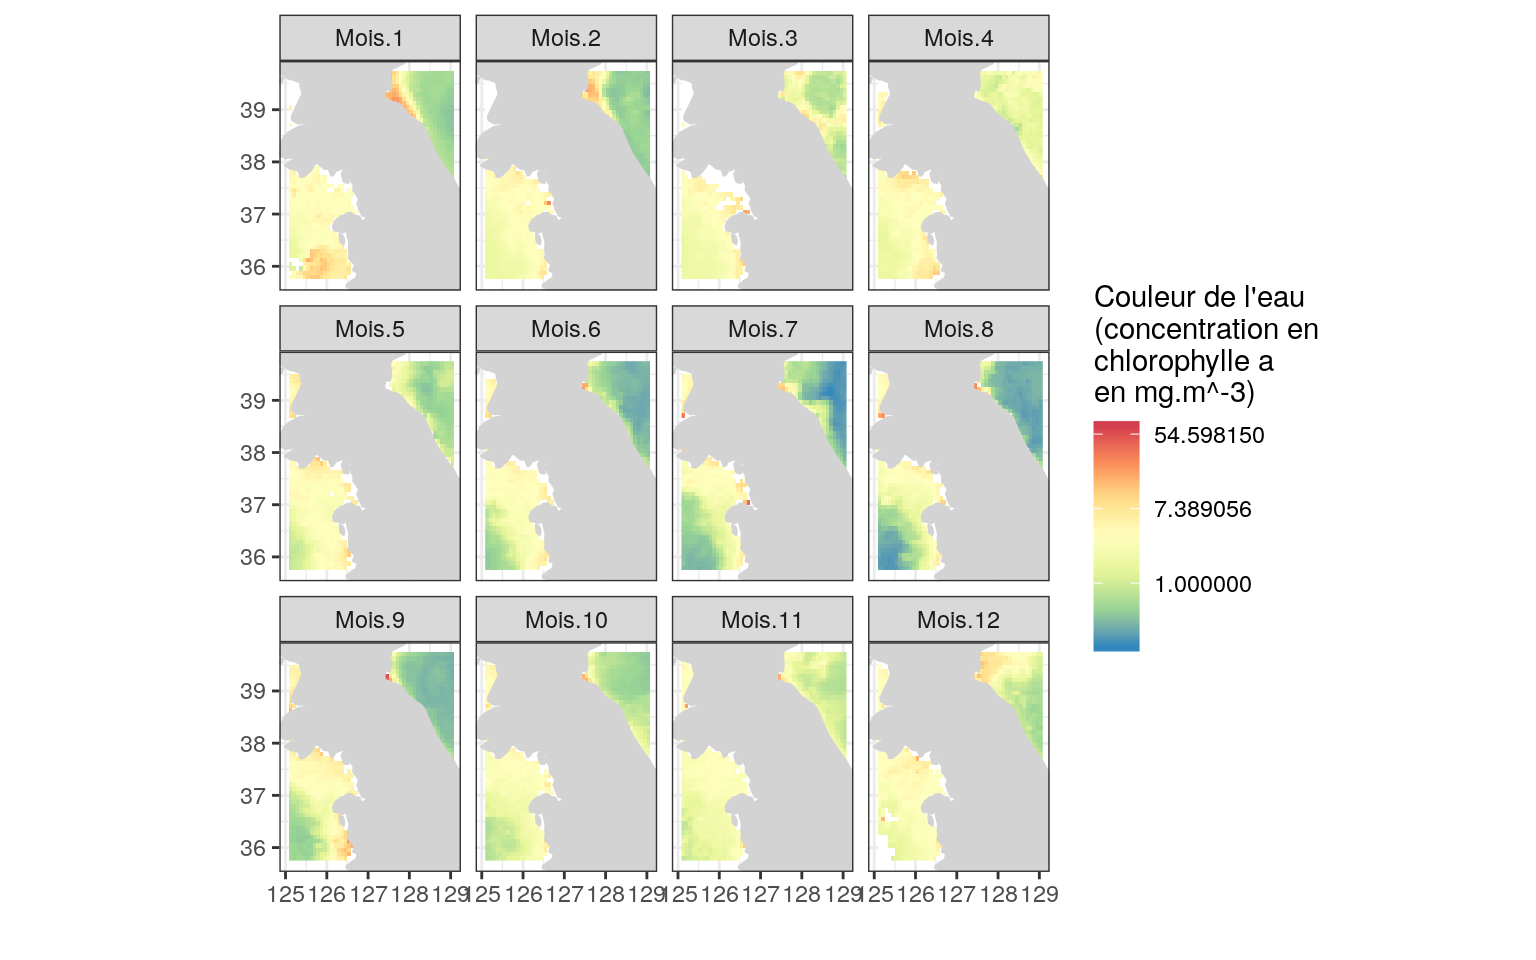 Mois.1 Mois.2 Mois.3 Mois.4
39
38
37
36
Mois.5 Mois.6 Mois.7 Mois.8
39
38
37
36
Mois.9 Mois.10 Mois.11 Mois.12
39
38
37
36
125 126 127 128 129 125 126 127 128 129 125 126 127 128 129 125 126 127 128 129
Couleur de l'eau
(concentration en
chlorophylle a
en mg.m^-3)
54.598150
7.389056
1.000000